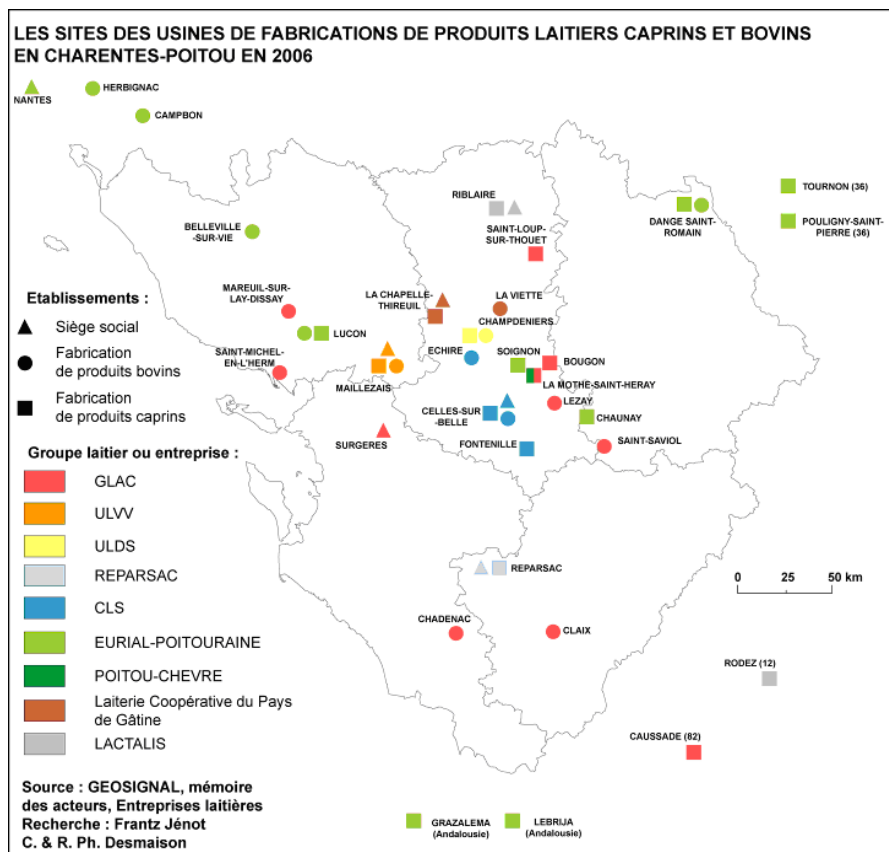 LES SITES DES USINES DE FABRICATIONS DE PRODUITS LAITIERS CAPRINS ET BOVINS
EN CHARENTES-POITOU EN 2006
NANTES
HERBIGNAC
CAMPBON
BELLEVILLE
-SUR-VIE
RIBLAIRE
SAINT-LOUP-
SUR-THOUET
DANGE SAINT-
ROMAIN
TOURNON (36)
POULIGNY-SAINT-
PIERRE (36)
MAREUIL-SUR-
LAY-DISSAY
LA CHAPELLE-
THIREUIL
LA VIETTE
CHAMPDENIERS
LUCON
SAINT-MICHEL-
EN-L'HERM
MAILLEZAIS
ECHIRE
SOIGNON
BOUGON
LA MOTHE-SAINT-HERAY
LEZAY
CELLES-SUR
-BELLE
CHAUNAY
SURGERES
FONTENILLE
SAINT-SAVIOL
REPARSAC
CHADENAC
CLAIX
RODEZ (12)
CAUSSADE (82)
GRAZALEMA
(Andalousie)
LEBRIJA
(Andalousie)
0 25 50 km
Etablissements :
Siège social
Fabrication
de produits bovins
Fabrication
de produits caprins
Groupe laitier ou entreprise :
GLAC
ULVV
ULDS
REPARSAC
CLS
EURIAL-POITOURAINE
POITOU-CHEVRE
Laiterie Coopérative du Pays
de Gâtine
LACTALIS
Source : GEOSIGNAL, mémoire
des acteurs, Entreprises laitières
Recherche : Frantz Jénot
C. & R. Ph. Desmaison